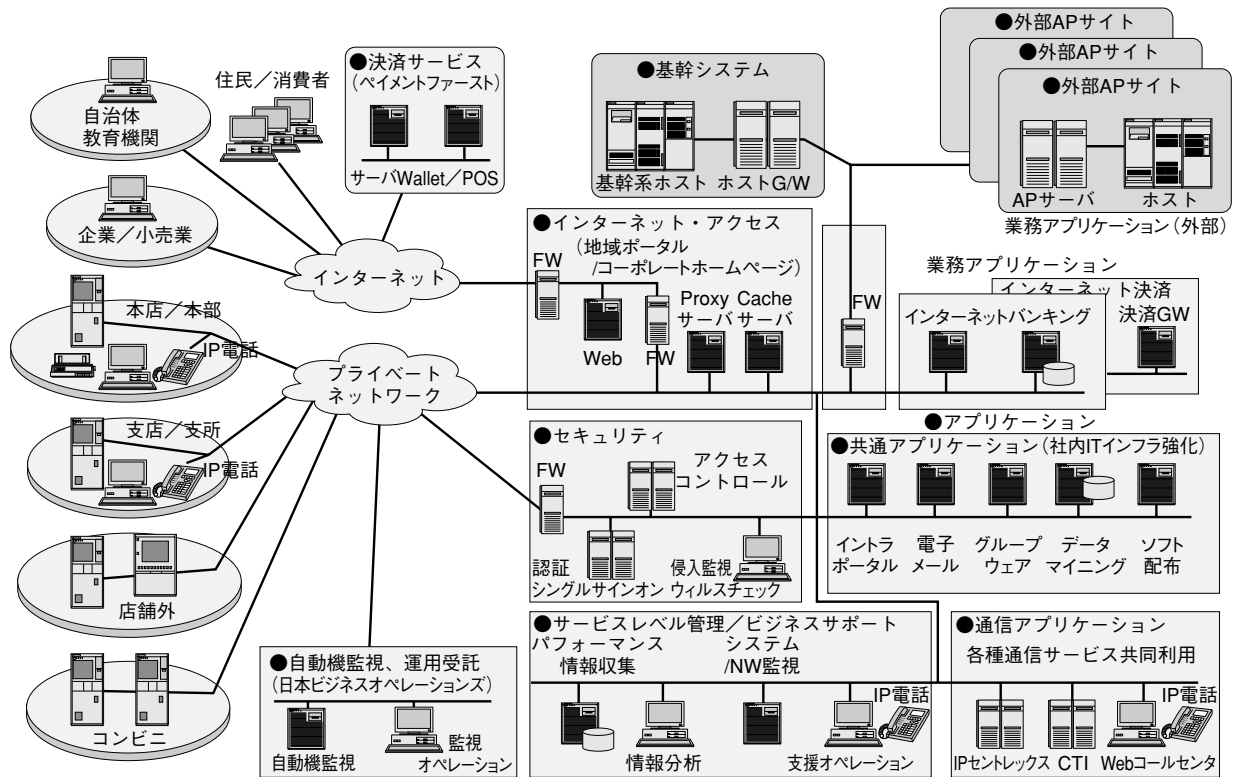 自治体
教育機関
住民／消費者
●決済サービス
（ペイメントファースト）
サーバWallet／POS
●基幹システム
基幹系ホスト
ホストG/W
●外部APサイト
●外部APサイト
●外部APサイト
APサーバ
ホスト
業務アプリケーション（外部）
企業／小売業
インターネット
●インターネット・アクセス
（地域ポータル
/コーポレートホームページ）
FW
Web
FW
Proxy
サーバ
Cache
サーバ
FW
業務アプリケーション
インターネット決済
決済GW
インターネットバンキング
本店／本部
IP電話
プライベート
ネットワーク
支店／支所
IP電話
●セキュリティ
FW
アクセス
コントロール
認証
シングルサインオン
侵入監視
ウィルスチェック
●アプリケーション
●共通アプリケーション（社内ITインフラ強化）
イントラ
ポータル
電子
メール
グループ
ウェア
データ
マイニング
ソフト
配布
店舗外
コンビニ
●自動機監視、運用受託
（日本ビジネスオペレーションズ）
自動機監視
監視
オペレーション
●サービスレベル管理／ビジネスサポート
パフォーマンス
情報収集
システム
/NW監視
IP電話
情報分析
支援オペレーション
●通信アプリケーション
各種通信サービス共同利用
IP電話
IPセントレックス
CTI
Webコールセンタ